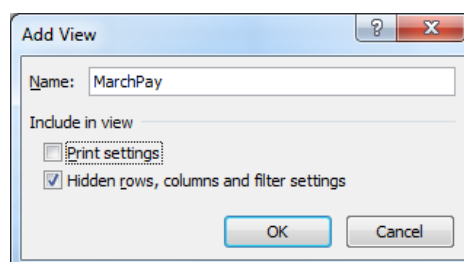 Add View
Name: MarchPay
Include in view
Print settings
Hidden rows, columns and filter settings
OK Cancel